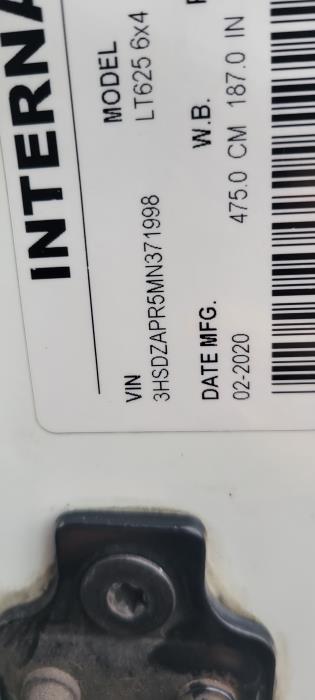 INTERNA
MODEL
LT625 6x4
VIN
3HSDZAPR5MN371998
W.B.
475.0 CM 187.0 IN
DATE MFG.
02-2020